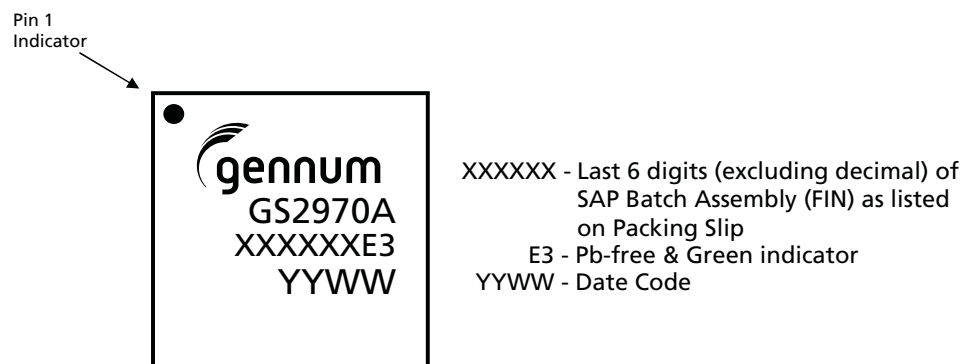 Pin 1
Indicator
gennum
GS2970A
XXXXXXE3
YYWW
XXXXXX - Last 6 digits (excluding decimal) of
SAP Batch Assembly (FIN) as listed
on Packing Slip
E3 - Pb-free & Green indicator
YYWW - Date Code